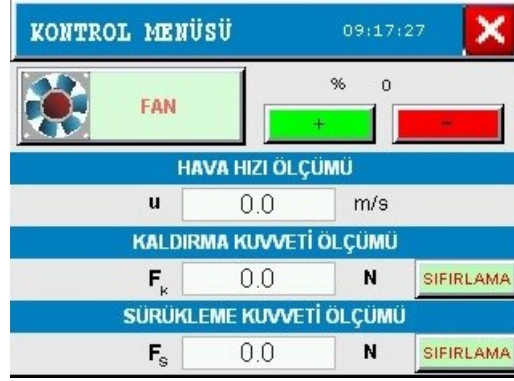 KONTROL MENÜSÜ 09:17:27
% 0
FAN + -
HAVA HIZI ÖLÇÜMÜ
u 0.0 m/s
KALDIRMA KUVVETİ ÖLÇÜMÜ
Fk 0.0 N SIFIRLAMA
SÜRÜKLEME KUVVETİ ÖLÇÜMÜ
Fs 0.0 N SIFIRLAMA